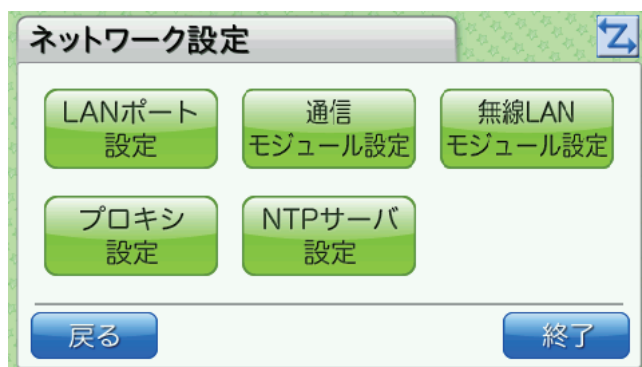 ネットワーク設定
LANポート
設定
通信
モジュール設定
無線LAN
モジュール設定
プロキシ
設定
NTPサーバ
設定
戻る
終了